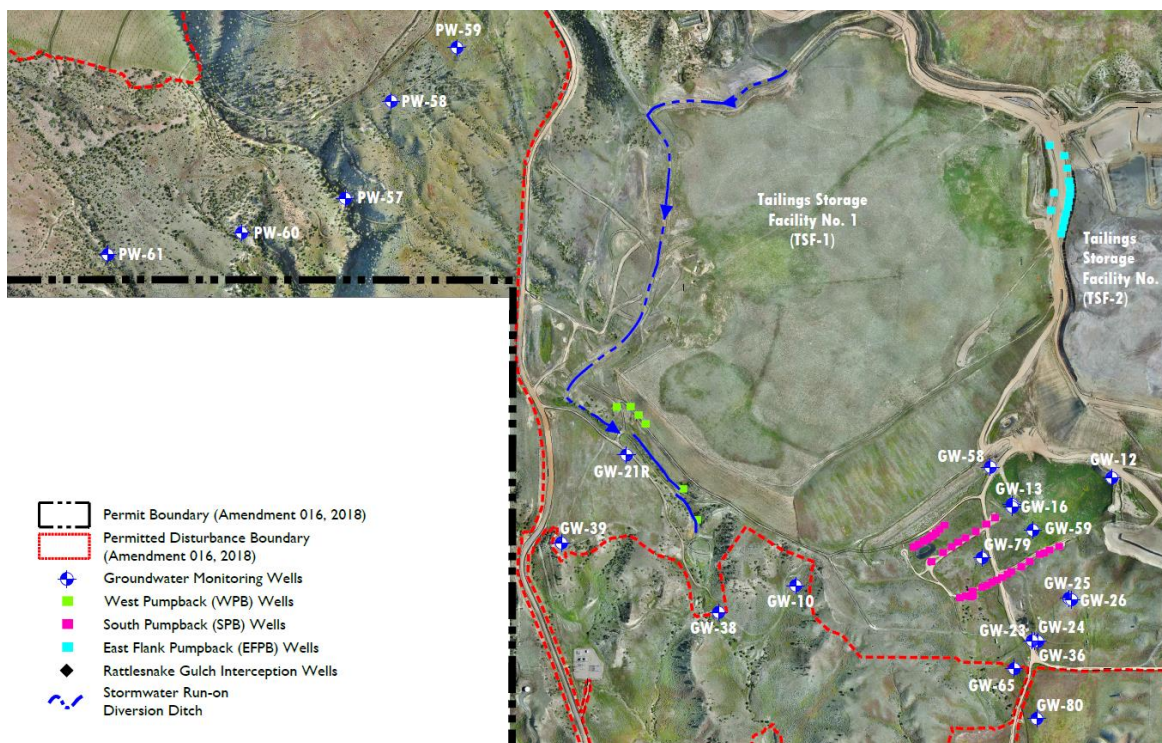 PW-59
PW-58
PW-57
PW-60
PW-61
Tailings Storage
Facility No. 1
(TSF-1)
Tailings
Storage
Facility No.
(TSF-2)
GW-21R
GW-58
GW-12
GW-13
GW-16
GW-59
GW-39
GW-79
GW-25
GW-26
GW-10
GW-38
GW-23
GW-24
GW-36
GW-65
GW-80
Permit Boundary (Amendment 016, 2018)
Permitted Disturbance Boundary
(Amendment 016, 2018)
Groundwater Monitoring Wells
West Pumpback (WPB) Wells
South Pumpback (SPB) Wells
East Flank Pumpback (EFPB) Wells
Rattlesnake Gulch Interception Wells
Stormwater Run-on
Diversion Ditch